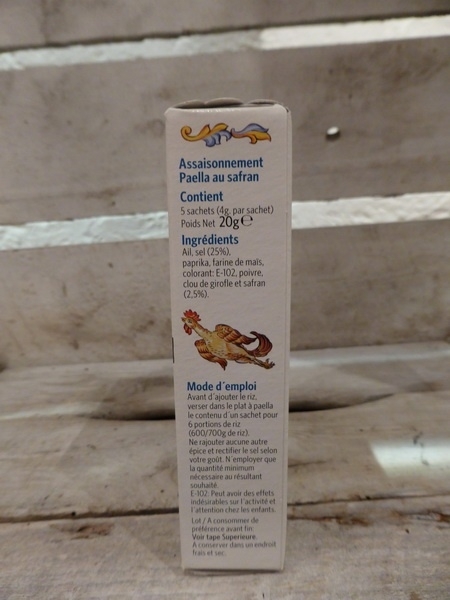 Assaisonnement
Paella au safran
Contient
5 sachets (4g. par sachet)
Poids Net 20g℮
Ingrédients
Ail, sel (25%),
paprika, farine de maïs,
colorant: E-102, poivre,
clou de girofle et safran
(2,5%).
Mode d´emploi
Avant d´ajouter le riz,
verser dans le plat à paella
le contenu d´un sachet pour
6 portions de riz
(600/700g de riz).
Ne rajouter aucune autre
épice et rectifier le sel selon
votre goût. N´employer que
la quantité minimum
nécessaire au résultant
souhaité.
E-102: Peut avoir des effets
indésirables sur l´activité et
l´attention chez les enfants.
Lot / A consommer de
préférence avant fin:
Voir tape Superieure.
A conserver dans un endroit
frais et sec.